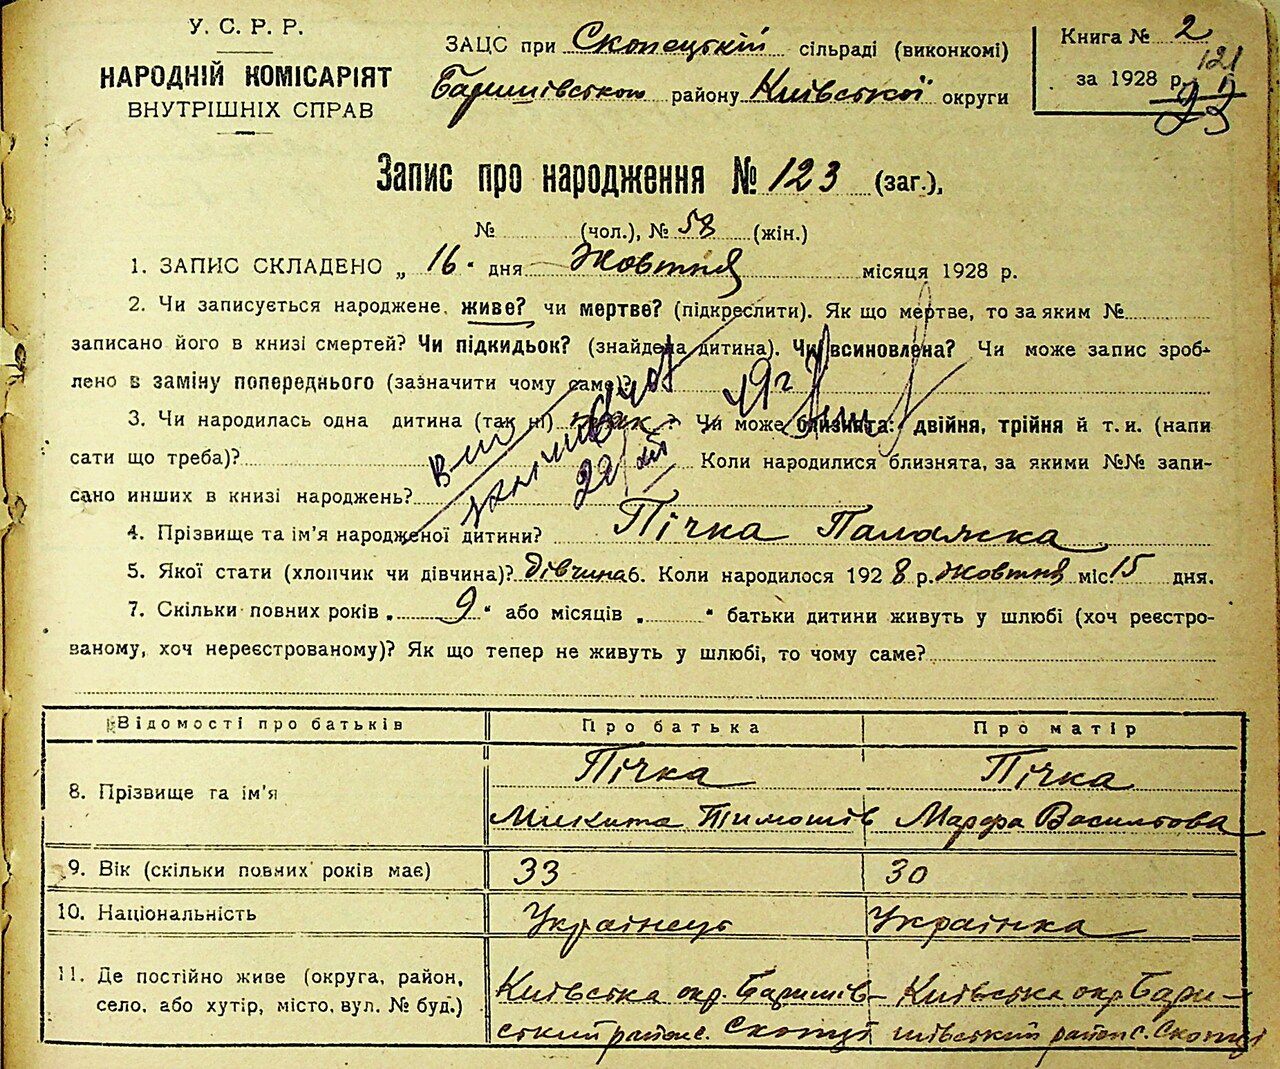 У. С. Р. Р.
НАРОДНІЙ КОМІСАРІЯТ
ВНУТРІШНІХ СПРАВ
ЗАЦС при Скопецькій сільраді (виконкомі)
Баришівського району Київської округи
Книга № 2
за 1928 р.
121
23
Запис про народження № 123 (заг.),
№ (чол.), № 58 (жін.)
1. ЗАПИС СКЛАДЕНО „ 16 " дня Жовтня місяця 1928 р.
2. Чи записується народжене, живе? чи мертве? (підкреслити). Як що мертве, то за яким №
записано його в книзі смертей? Чи підкидьок? (знайдена дитина). Чи всиновлена? Чи може запис зроб-
лено в заміну попереднього (зазначити чому саме)?
3. Чи народилась одна дитина (так ні) так ? Чи може близнята: двійня, трійня й т. и. (напи
сати що треба)? Коли народилися близнята, за якими №№ запи-
сано инших в книзі народжень?
49 г
22/XII
4. Прізвище та ім'я народженої дитини? Пічка Палажка
5. Якої стати (хлопчик чи дівчина)? дівчина 6. Коли народилося 1928 р. жовтня міс. 15 дня.
7. Скільки повних років „ 9 " або місяців „ " батьки дитини живуть у шлюбі (хоч реєстро-
ваному, хоч нереєстрованому)? Як що тепер не живуть у шлюбі, то чому саме?
Відомості про батьків Про батька Про матір
8. Прізвище та ім'я Пічка Микита Тимошів Пічка Марфа Васильова
9. Вік (скільки повних років має) 33 30
10. Національність Українець Українка
11. Де постійно живе (округа, район,
село, або хутір, місто, вул. № буд.)
Київська окр. Баришів-
ський район с. Скопці
Київська окр. Бари-
шівський район с. Скопці